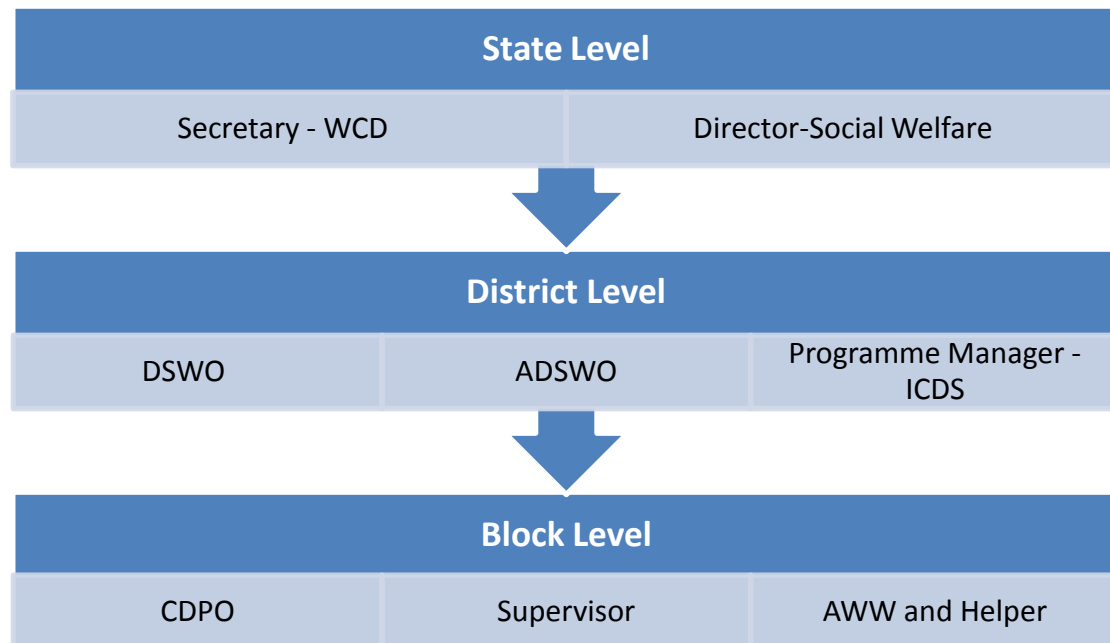 State Level
Secretary - WCD
Director-Social Welfare
District Level
DSWO
ADSWO
Programme Manager -
ICDS
Block Level
CDPO
Supervisor
AWW and Helper